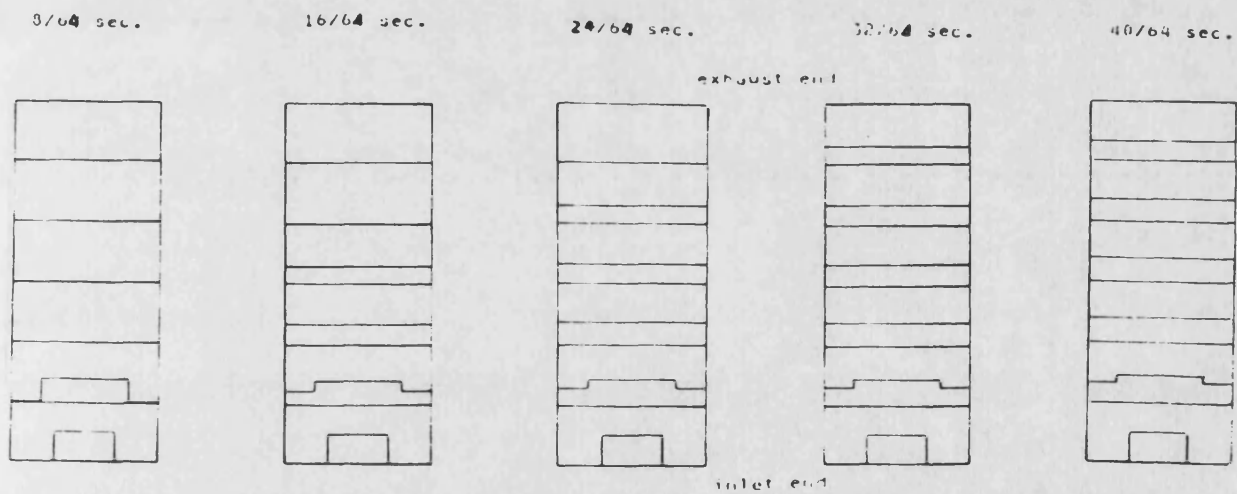 8/64 sec. 16/64 sec. 24/64 sec. 32/64 sec. 40/64 sec.
exhaust end
inlet end